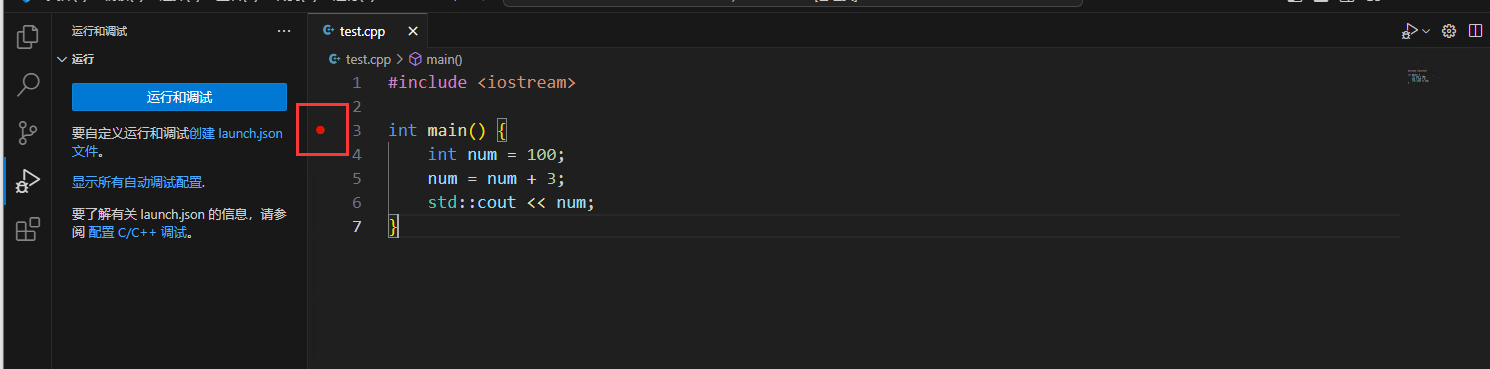 运行和调试 ···
运行
运行和调试
要自定义运行和调试创建 launch.json
文件。
显示所有自动调试配置.
要了解有关 launch.json 的信息，请参
阅 配置 C/C++ 调试。
test.cpp
test.cpp > main()
1 #include <iostream>
2
3 int main() {
4 int num = 100;
5 num = num + 3;
6 std::cout << num;
7 }